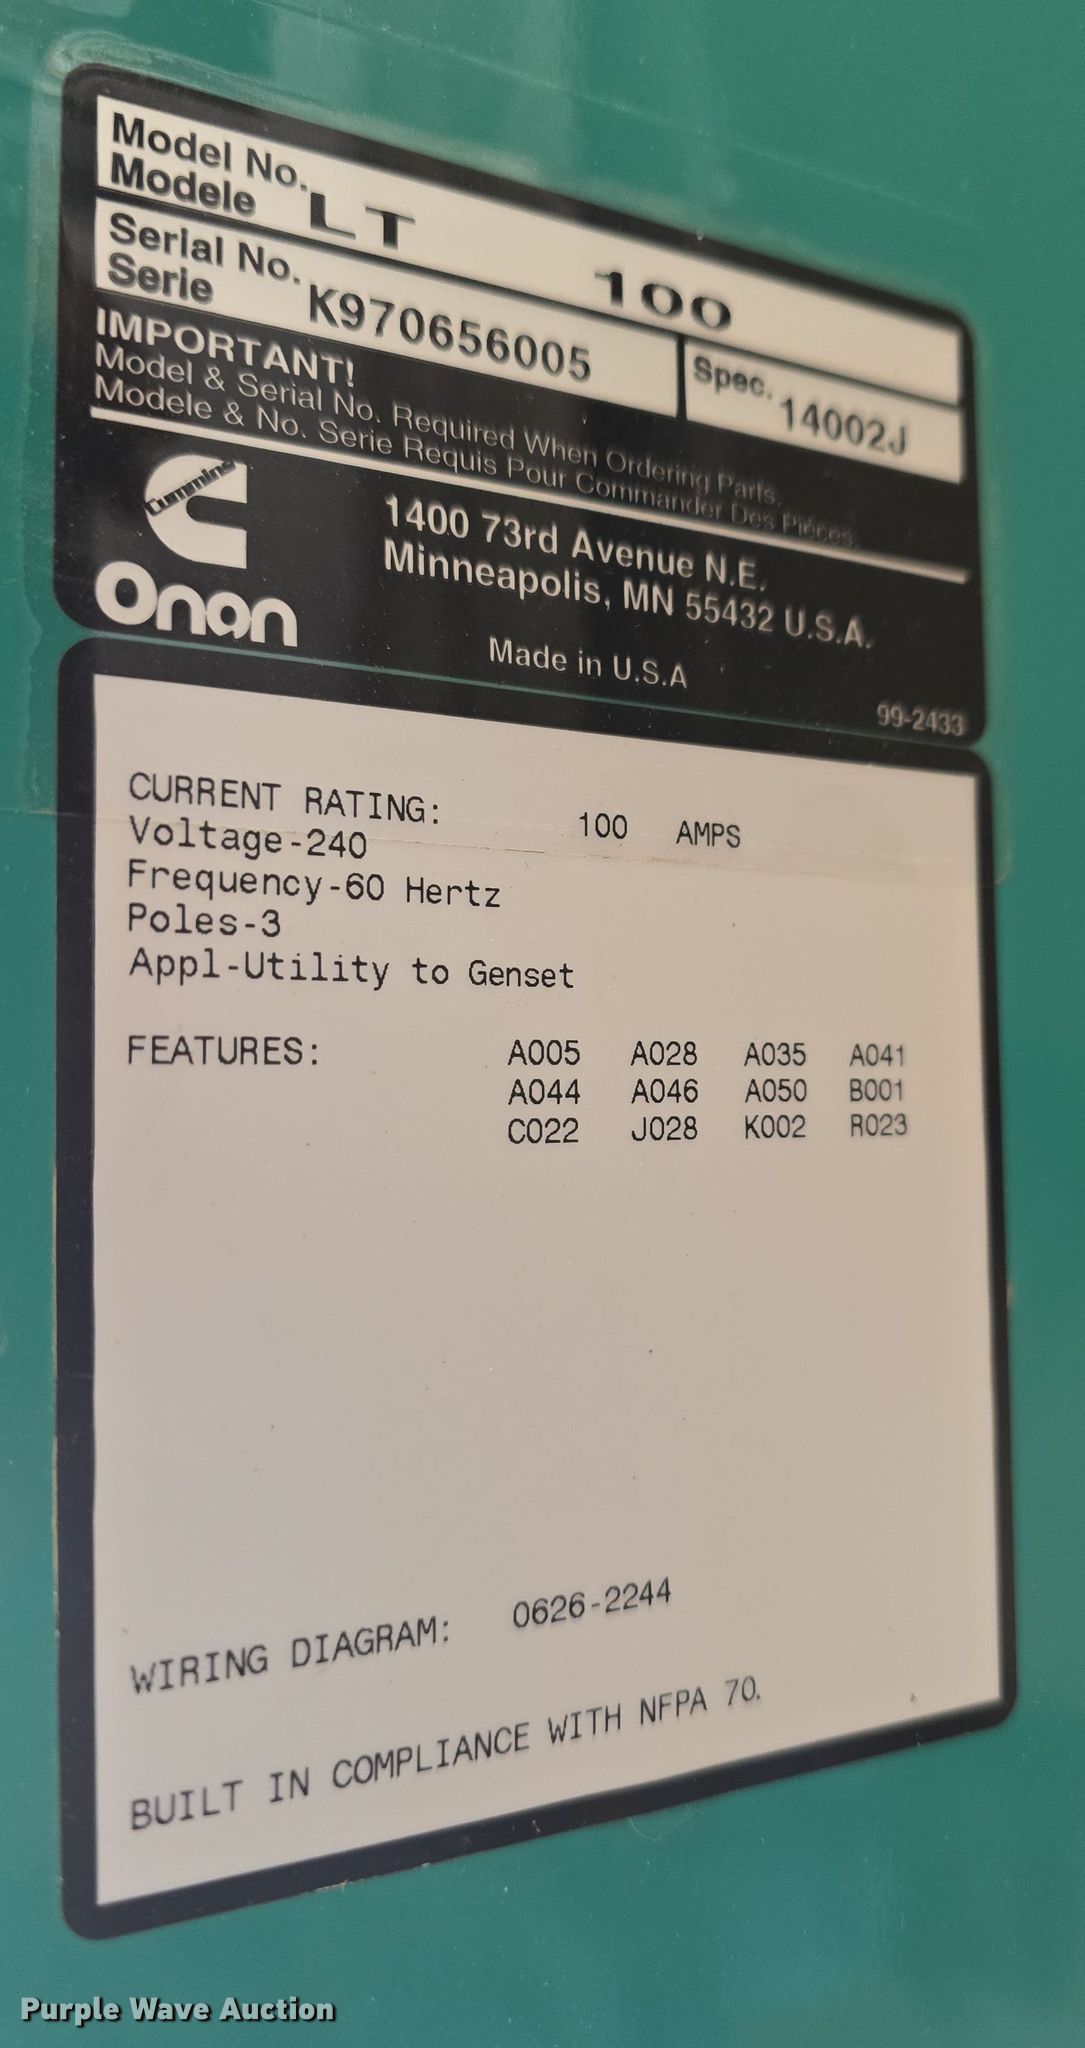 Model No.
Modele LT 100
Serial No.
Serie K970656005
Spec. 14002J
IMPORTANT!
Model & Serial No. Required When Ordering Parts.
Modele & No. Serie Requis Pour Commander Des Pièces.
Cummins
Onan
1400 73rd Avenue N.E.
Minneapolis, MN 55432 U.S.A.
Made in U.S.A
99-2433
CURRENT RATING: 100 AMPS
Voltage-240
Frequency-60 Hertz
Poles-3
Appl-Utility to Genset
FEATURES: A005 A028 A035 A041
A044 A046 A050 B001
C022 J028 K002 R023
WIRING DIAGRAM: 0626-2244
BUILT IN COMPLIANCE WITH NFPA 70.
Purple Wave Auction